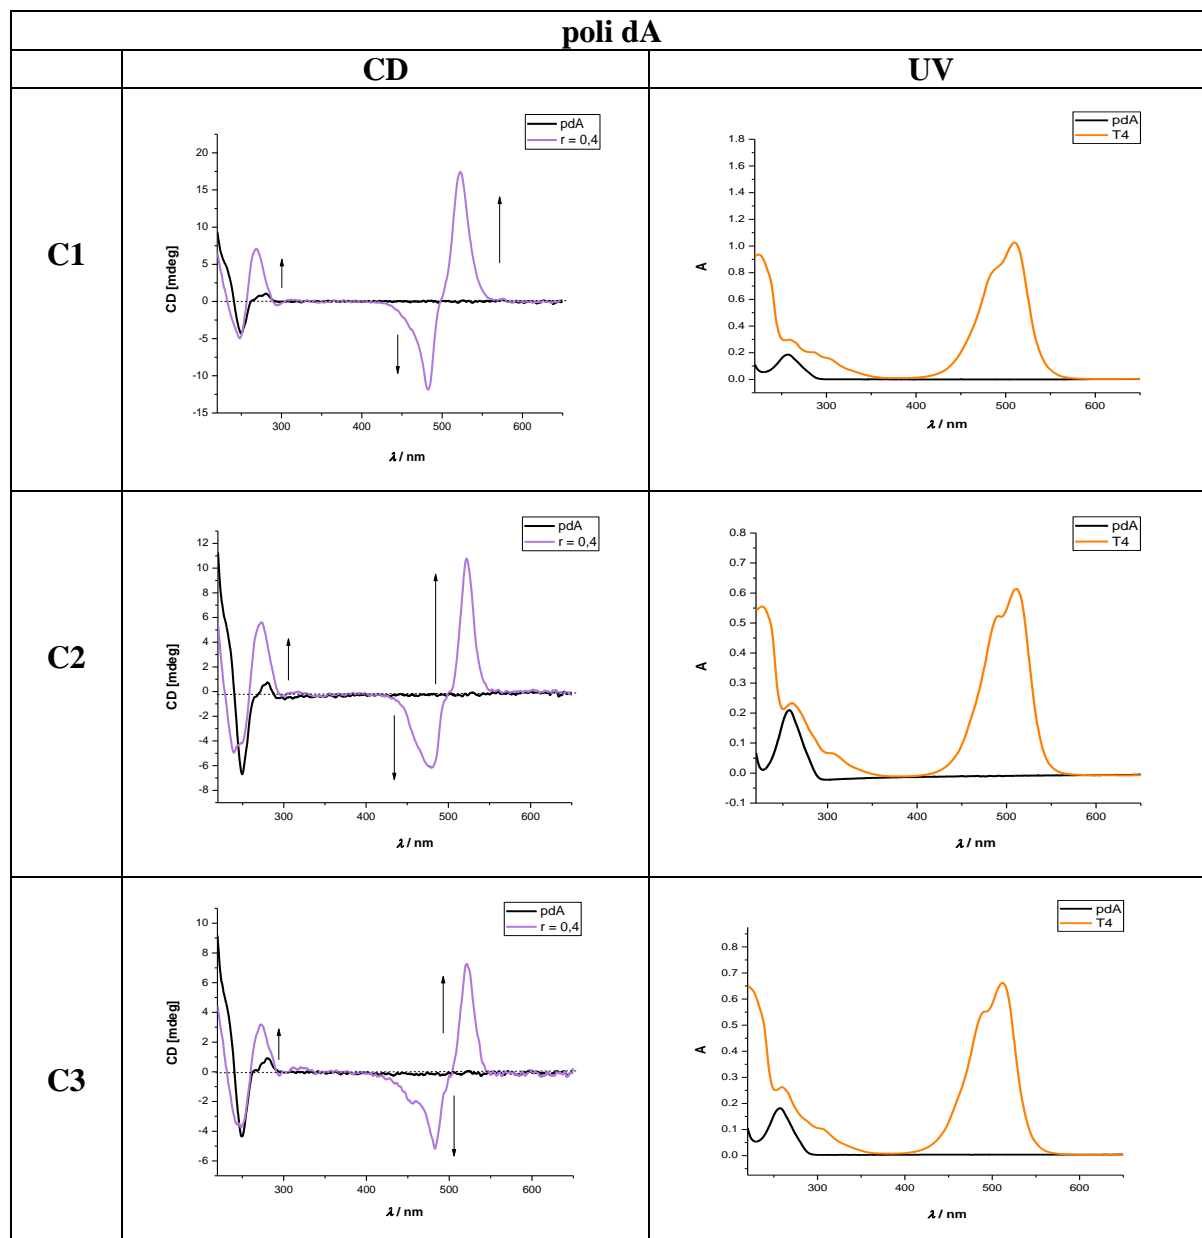 poli dA
CD UV
C1
pdA
r = 0,4
20
15
10
5
0
-5
-10
-15
300 400 500 600
CD [mdeg]
λ / nm
pdA
T4
1.8
1.6
1.4
1.2
1.0
0.8
0.6
0.4
0.2
0.0
300 400 500 600
A
λ / nm
C2
pdA
r = 0,4
12
10
8
6
4
2
0
-2
-4
-6
-8
300 400 500 600
CD [mdeg]
λ / nm
pdA
T4
0.8
0.7
0.6
0.5
0.4
0.3
0.2
0.1
0.0
-0.1
300 400 500 600
A
λ / nm
C3
pdA
r = 0,4
10
8
6
4
2
0
-2
-4
-6
300 400 500 600
CD [mdeg]
λ / nm
pdA
T4
0.8
0.7
0.6
0.5
0.4
0.3
0.2
0.1
0.0
300 400 500 600
A
λ / nm